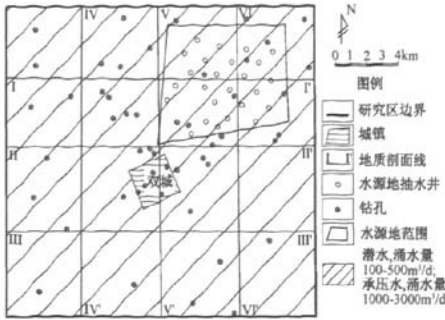 IV V VI
N
0 1 2 3 4km
图例
I I'
研究区边界
城镇
II II'
地质剖面线
双城
水源地抽水井
钻孔
水源地范围
III III'
潜水,涌水量
100-500m³/d;
承压水,涌水量
1000-3000m³/d
IV' V' VI'